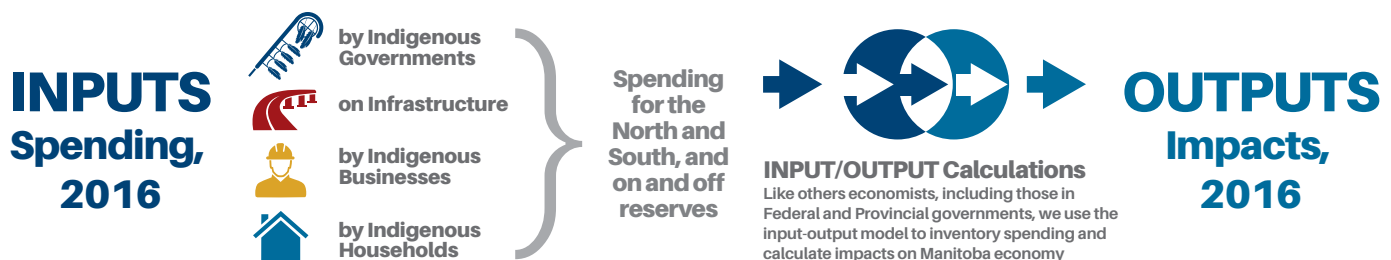 INPUTS
Spending,
2016
by Indigenous
Governments
on Infrastructure
by Indigenous
Businesses
by Indigenous
Households
Spending
for the
North and
South, and
on and off
reserves
INPUT/OUTPUT Calculations
Like others economists, including those in
Federal and Provincial governments, we use the
input-output model to inventory spending and
calculate impacts on Manitoba economy
OUTPUTS
Impacts,
2016